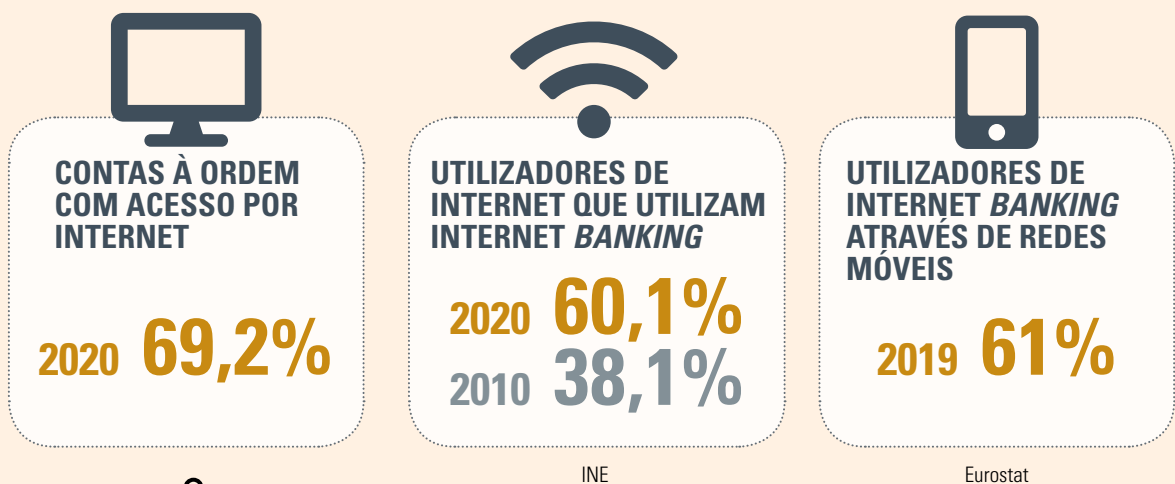 CONTAS À ORDEM
COM ACESSO POR
INTERNET
2020 69,2%
UTILIZADORES DE
INTERNET QUE UTILIZAM
INTERNET BANKING
2020 60,1%
2010 38,1%
INE
UTILIZADORES DE
INTERNET BANKING
ATRAVÉS DE REDES
MÓVEIS
2019 61%
Eurostat